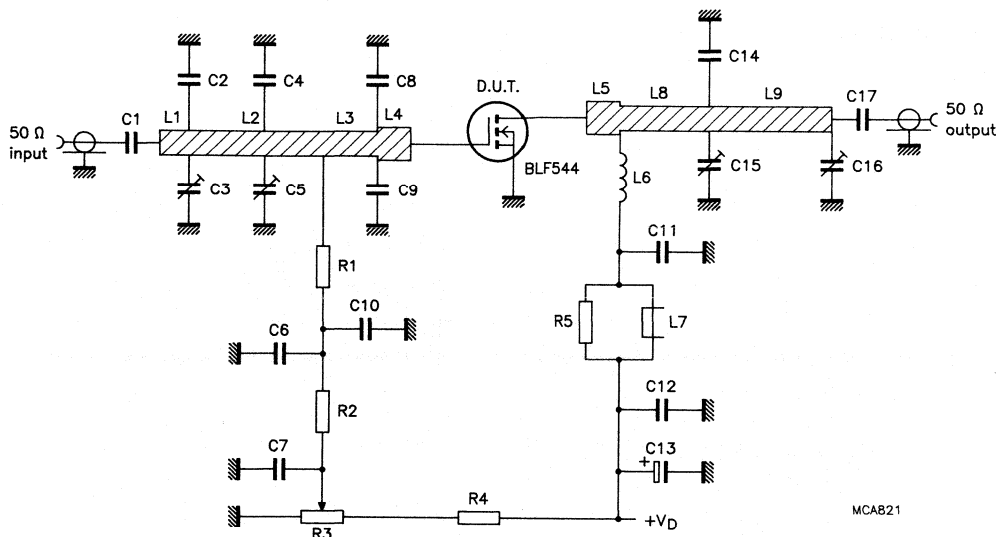 C14
C2
C4
C8
D.U.T.
L5
L8
L9
C17
50 Ω
input
C1
L1
L2
L3
L4
50 Ω
output
BLF544
C3
C5
C9
L6
C15
C16
C11
R1
C10
R5
L7
C6
R2
C12
C7
C13
+
R4
R3
+VD
MCA821